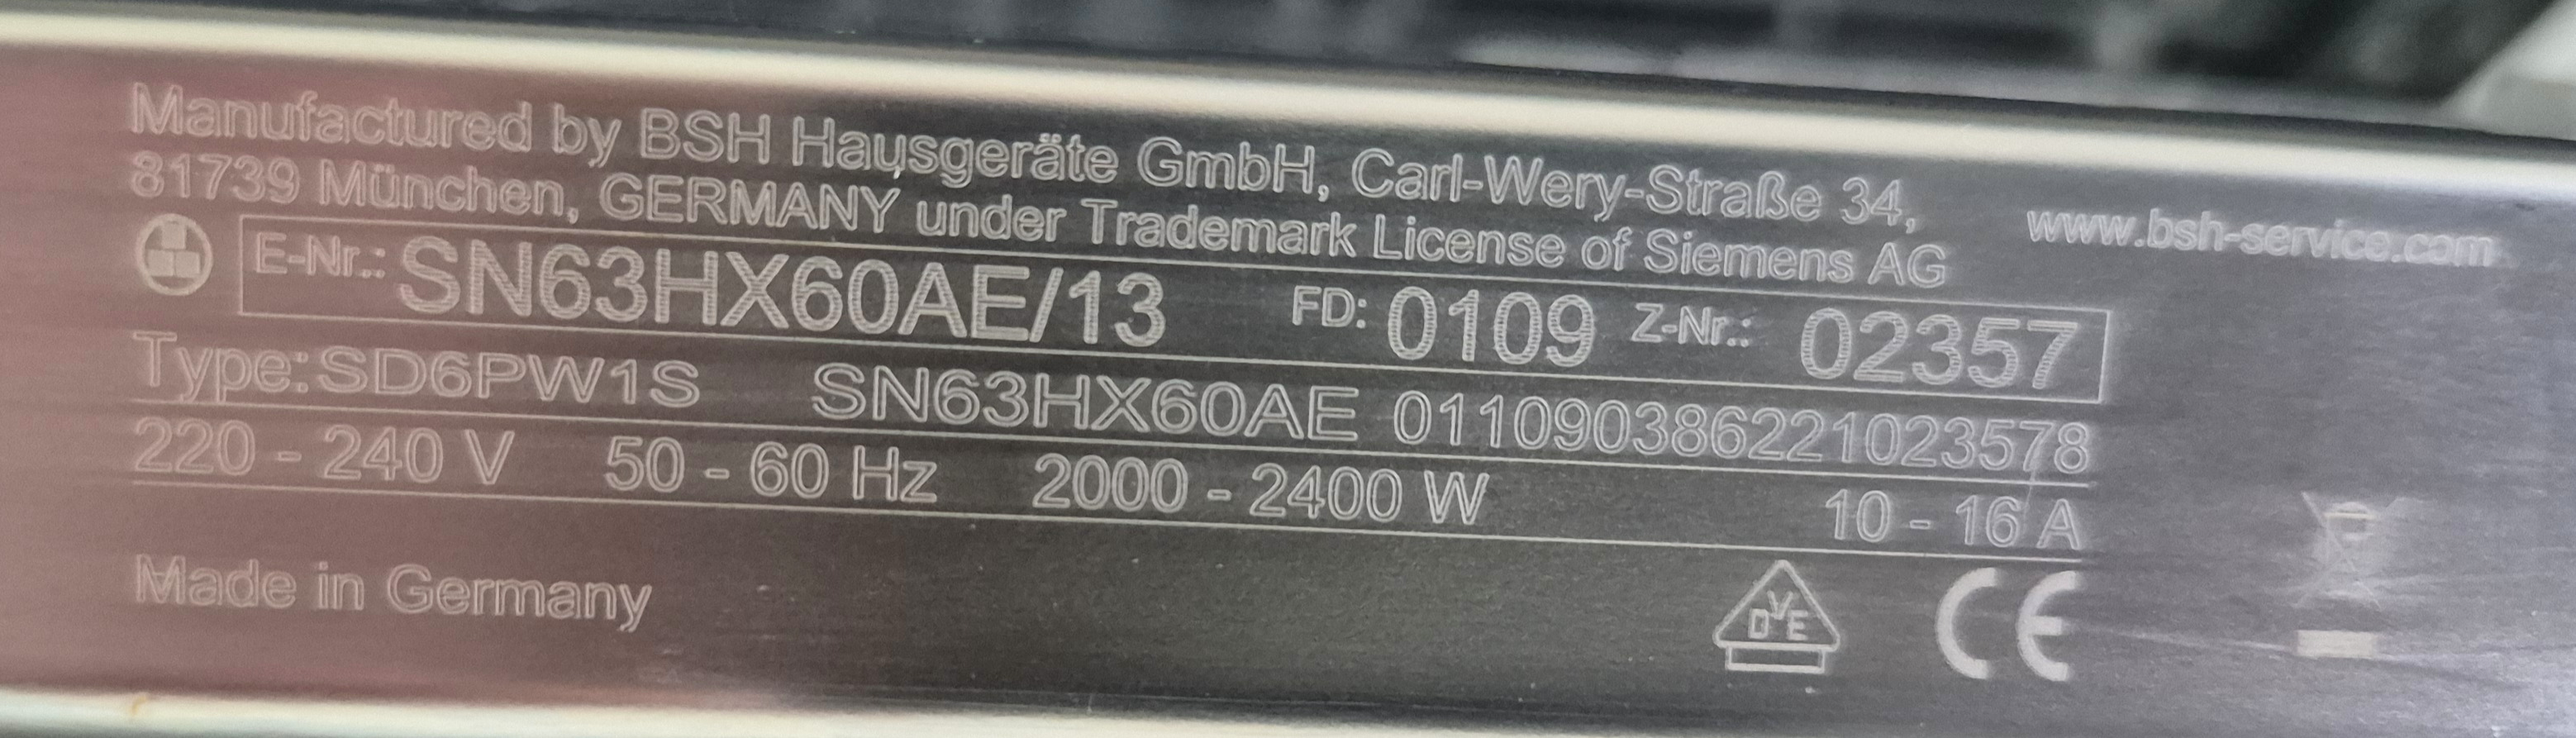 Manufactured by BSH Hausgeräte GmbH, Carl-Wery-Straße 34,
81739 München, GERMANY under Trademark License of Siemens AG
www.bsh-service.com
E-Nr.: SN63HX60AE/13 FD: 0109 Z-Nr.: 02357
Type: SD6PW1S SN63HX60AE 011090386221023578
220 - 240 V 50 - 60 Hz 2000 - 2400 W 10 - 16 A
Made in Germany
DVE CE